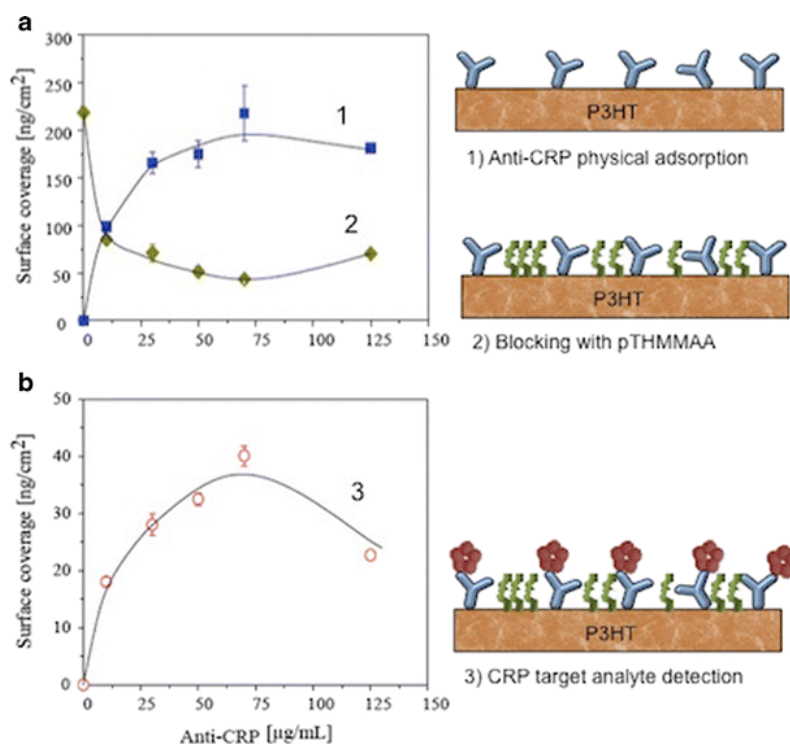 a
300
250
200
150
100
50
0
Surface coverage [ng/cm²]
1
2
0 25 50 75 100 125 150
P3HT
1) Anti-CRP physical adsorption
P3HT
2) Blocking with pTHMMAA
b
50
40
30
20
10
0
Surface coverage [ng/cm²]
3
0 25 50 75 100 125 150
Anti-CRP [µg/mL]
P3HT
3) CRP target analyte detection